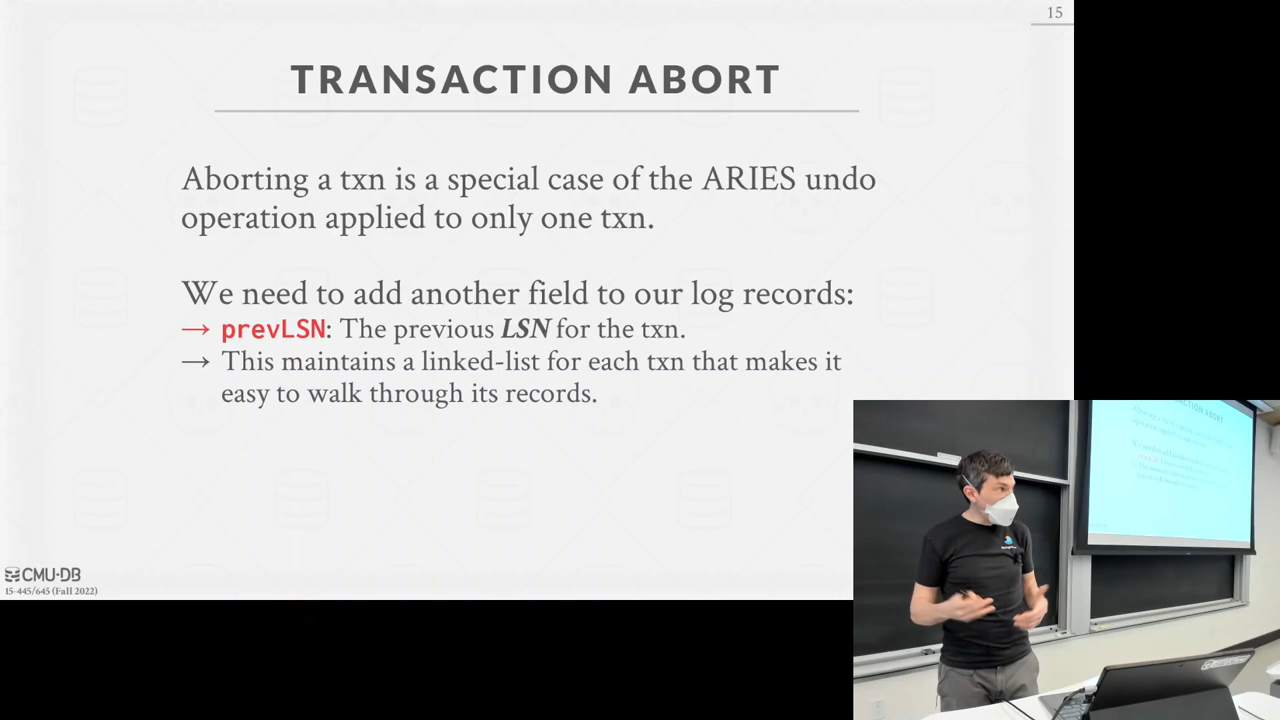 15
TRANSACTION ABORT
Aborting a txn is a special case of the ARIES undo
operation applied to only one txn.
We need to add another field to our log records:
→ prevLSN: The previous LSN for the txn.
→ This maintains a linked-list for each txn that makes it
easy to walk through its records.
CMU·DB
15-445/645 (Fall 2022)